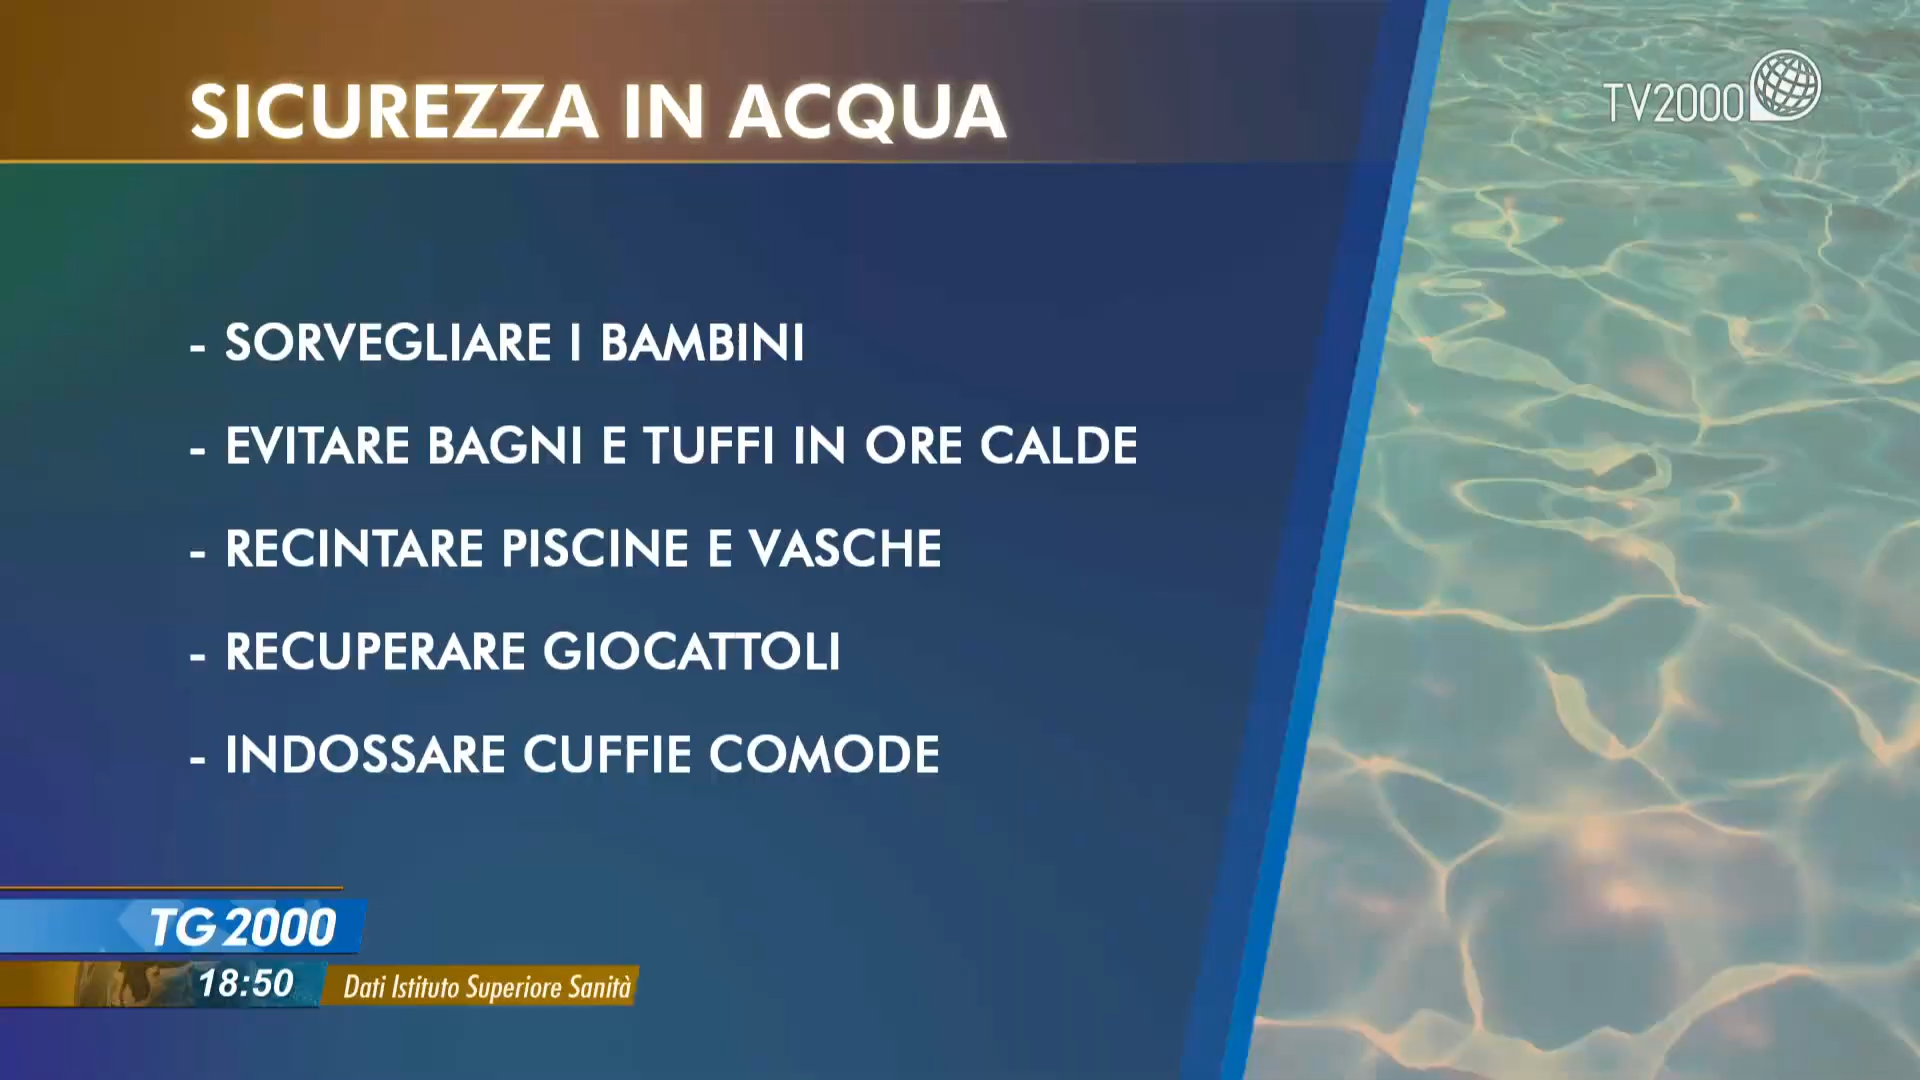 SICUREZZA IN ACQUA
TV2000
- SORVEGLIARE I BAMBINI
- EVITARE BAGNI E TUFFI IN ORE CALDE
- RECINTARE PISCINE E VASCHE
- RECUPERARE GIOCATTOLI
- INDOSSARE CUFFIE COMODE
TG 2000
18:50 Dati Istituto Superiore Sanità